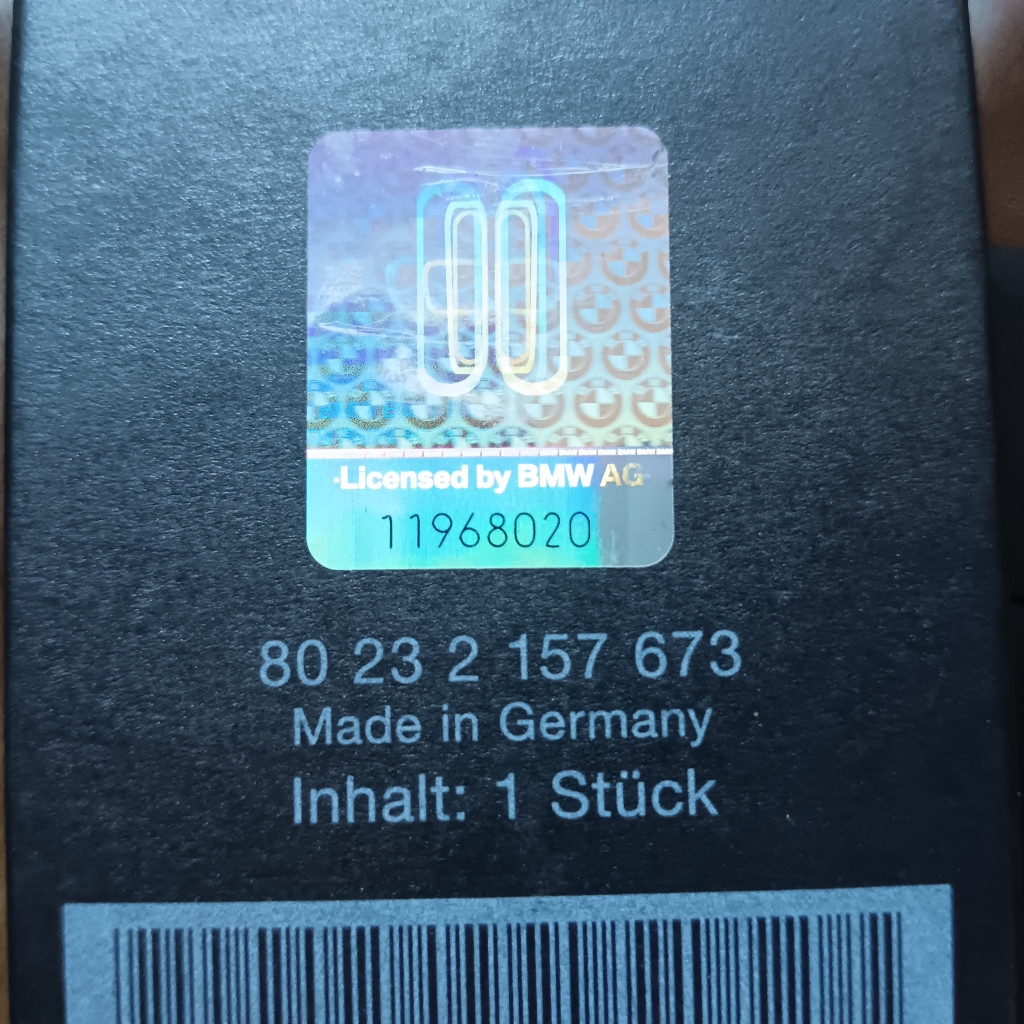 Licensed by BMW AG
11968020
80 23 2 157 673
Made in Germany
Inhalt: 1 Stück